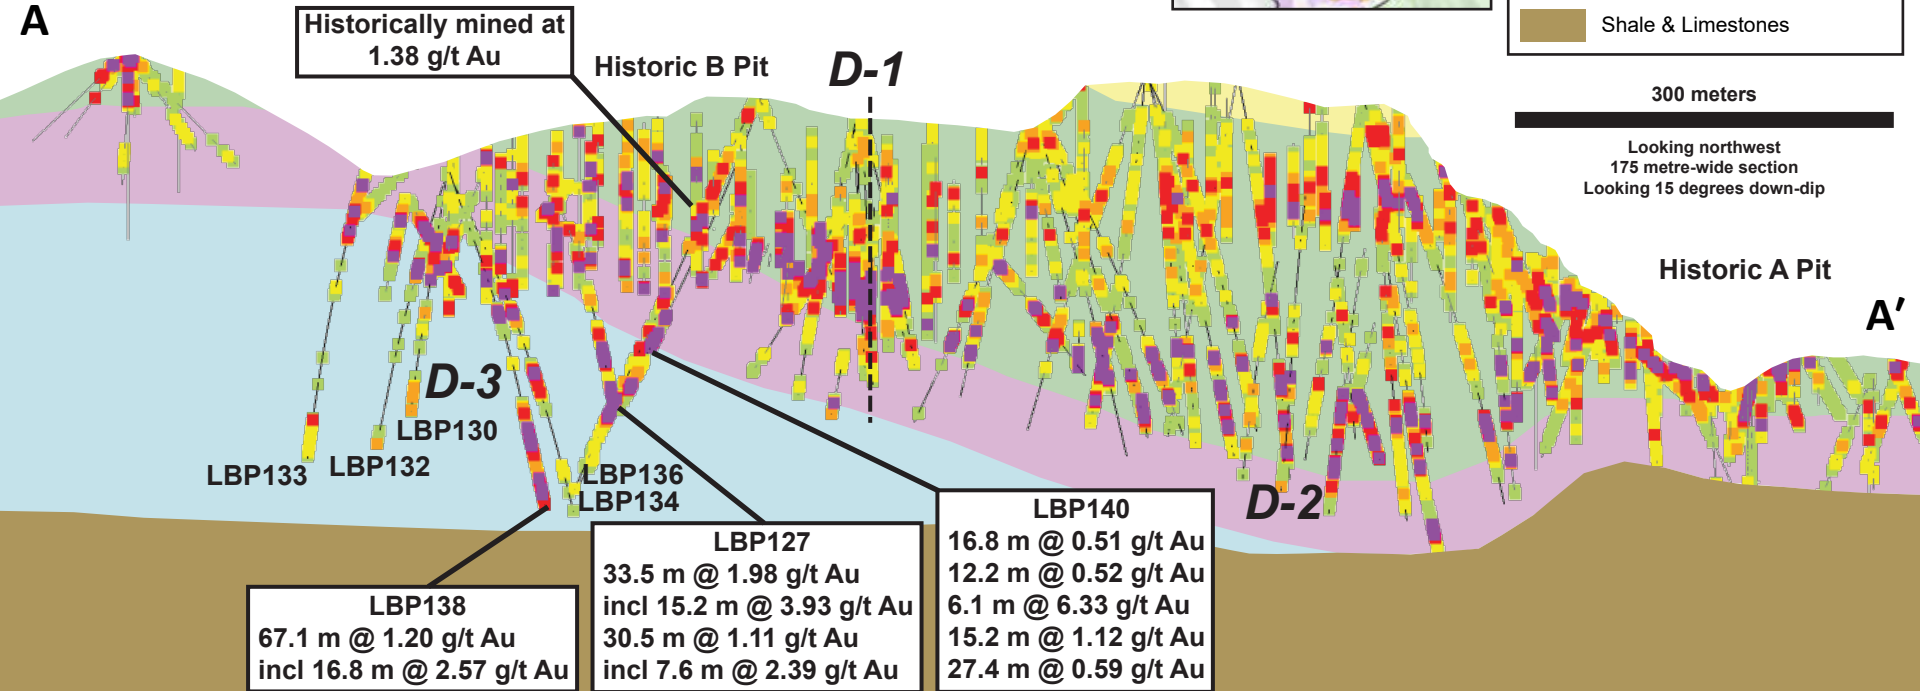 A
Historically mined at
1.38 g/t Au
Historic B Pit
D-1
Shale & Limestones
300 meters
Looking northwest
175 metre-wide section
Looking 15 degrees down-dip
Historic A Pit
A′
D-3
LBP130
LBP132
LBP133
LBP136
LBP134
D-2
LBP138
67.1 m @ 1.20 g/t Au
incl 16.8 m @ 2.57 g/t Au
LBP127
33.5 m @ 1.98 g/t Au
incl 15.2 m @ 3.93 g/t Au
30.5 m @ 1.11 g/t Au
incl 7.6 m @ 2.39 g/t Au
LBP140
16.8 m @ 0.51 g/t Au
12.2 m @ 0.52 g/t Au
6.1 m @ 6.33 g/t Au
15.2 m @ 1.12 g/t Au
27.4 m @ 0.59 g/t Au